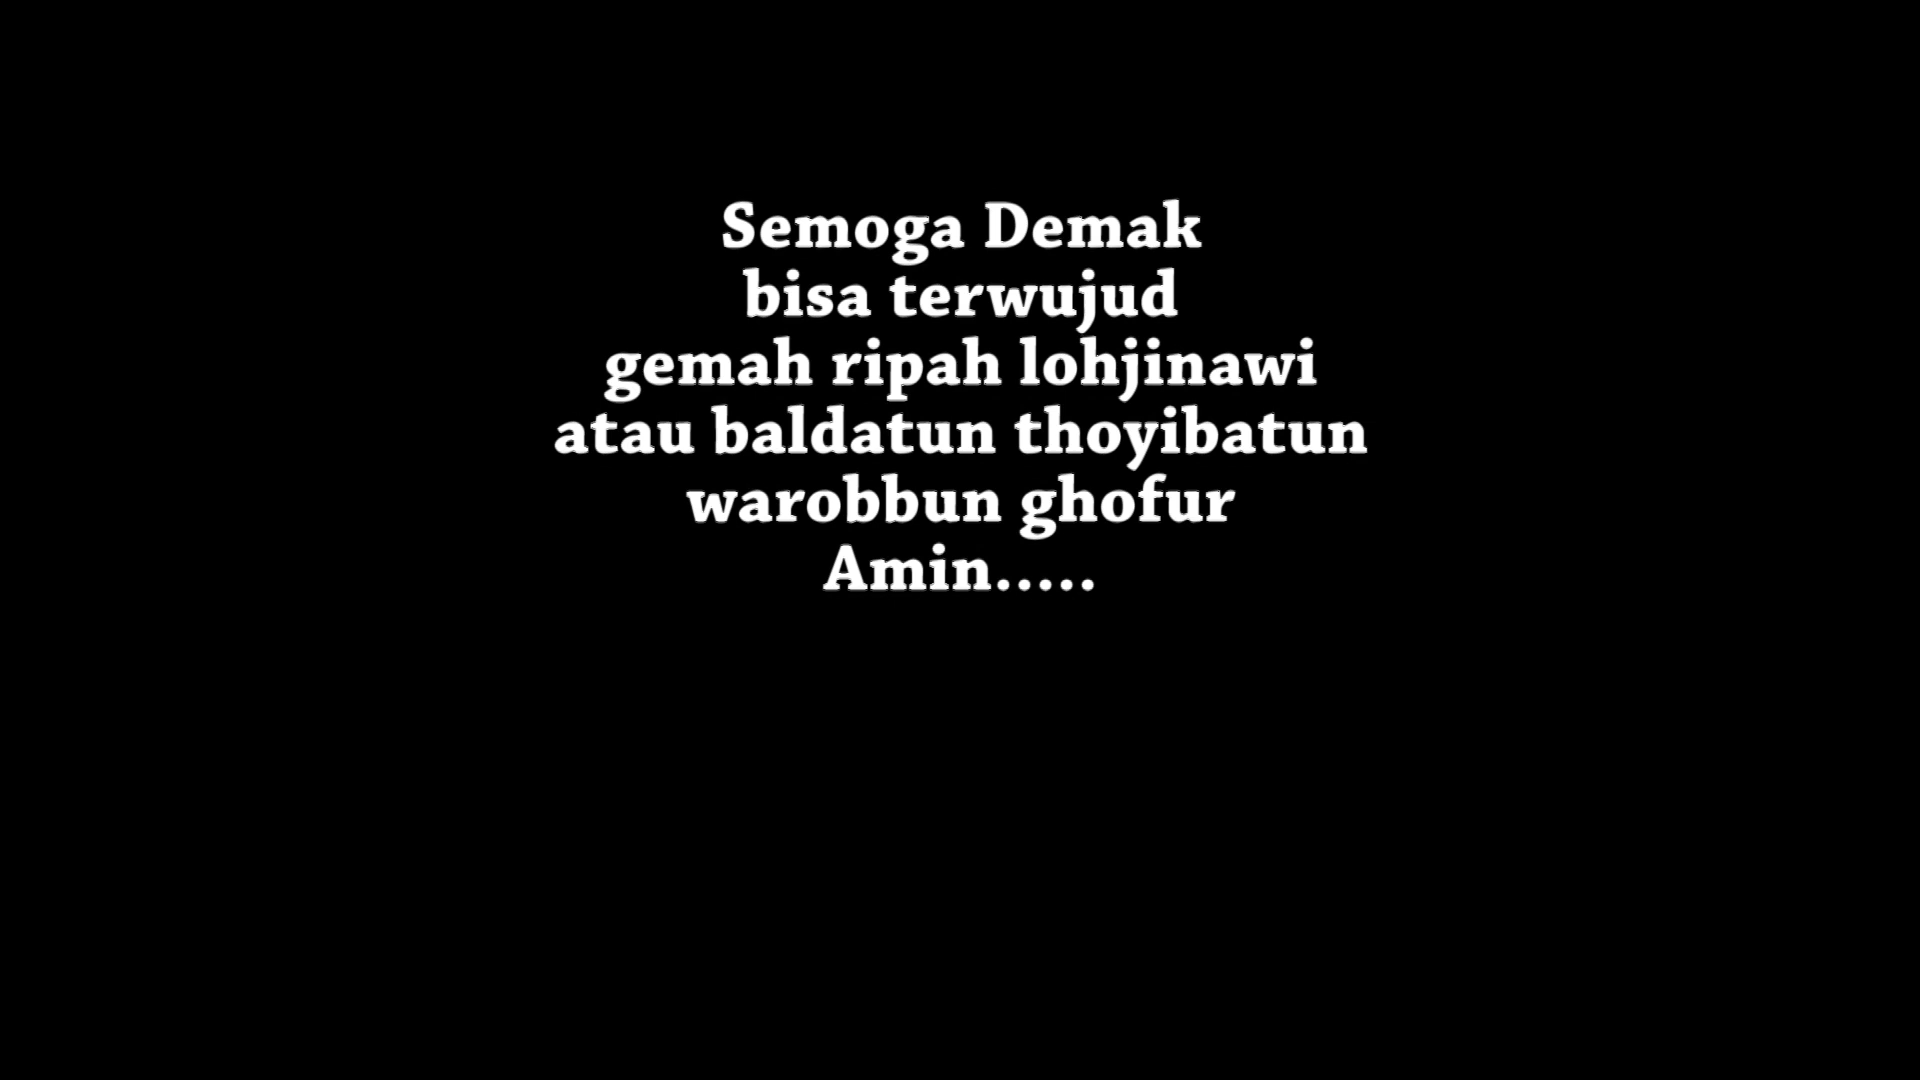 Semoga Demak
bisa terwujud
gemah ripah lohjinawi
atau baldatun thoyibatun
warobbun ghofur
Amin.....